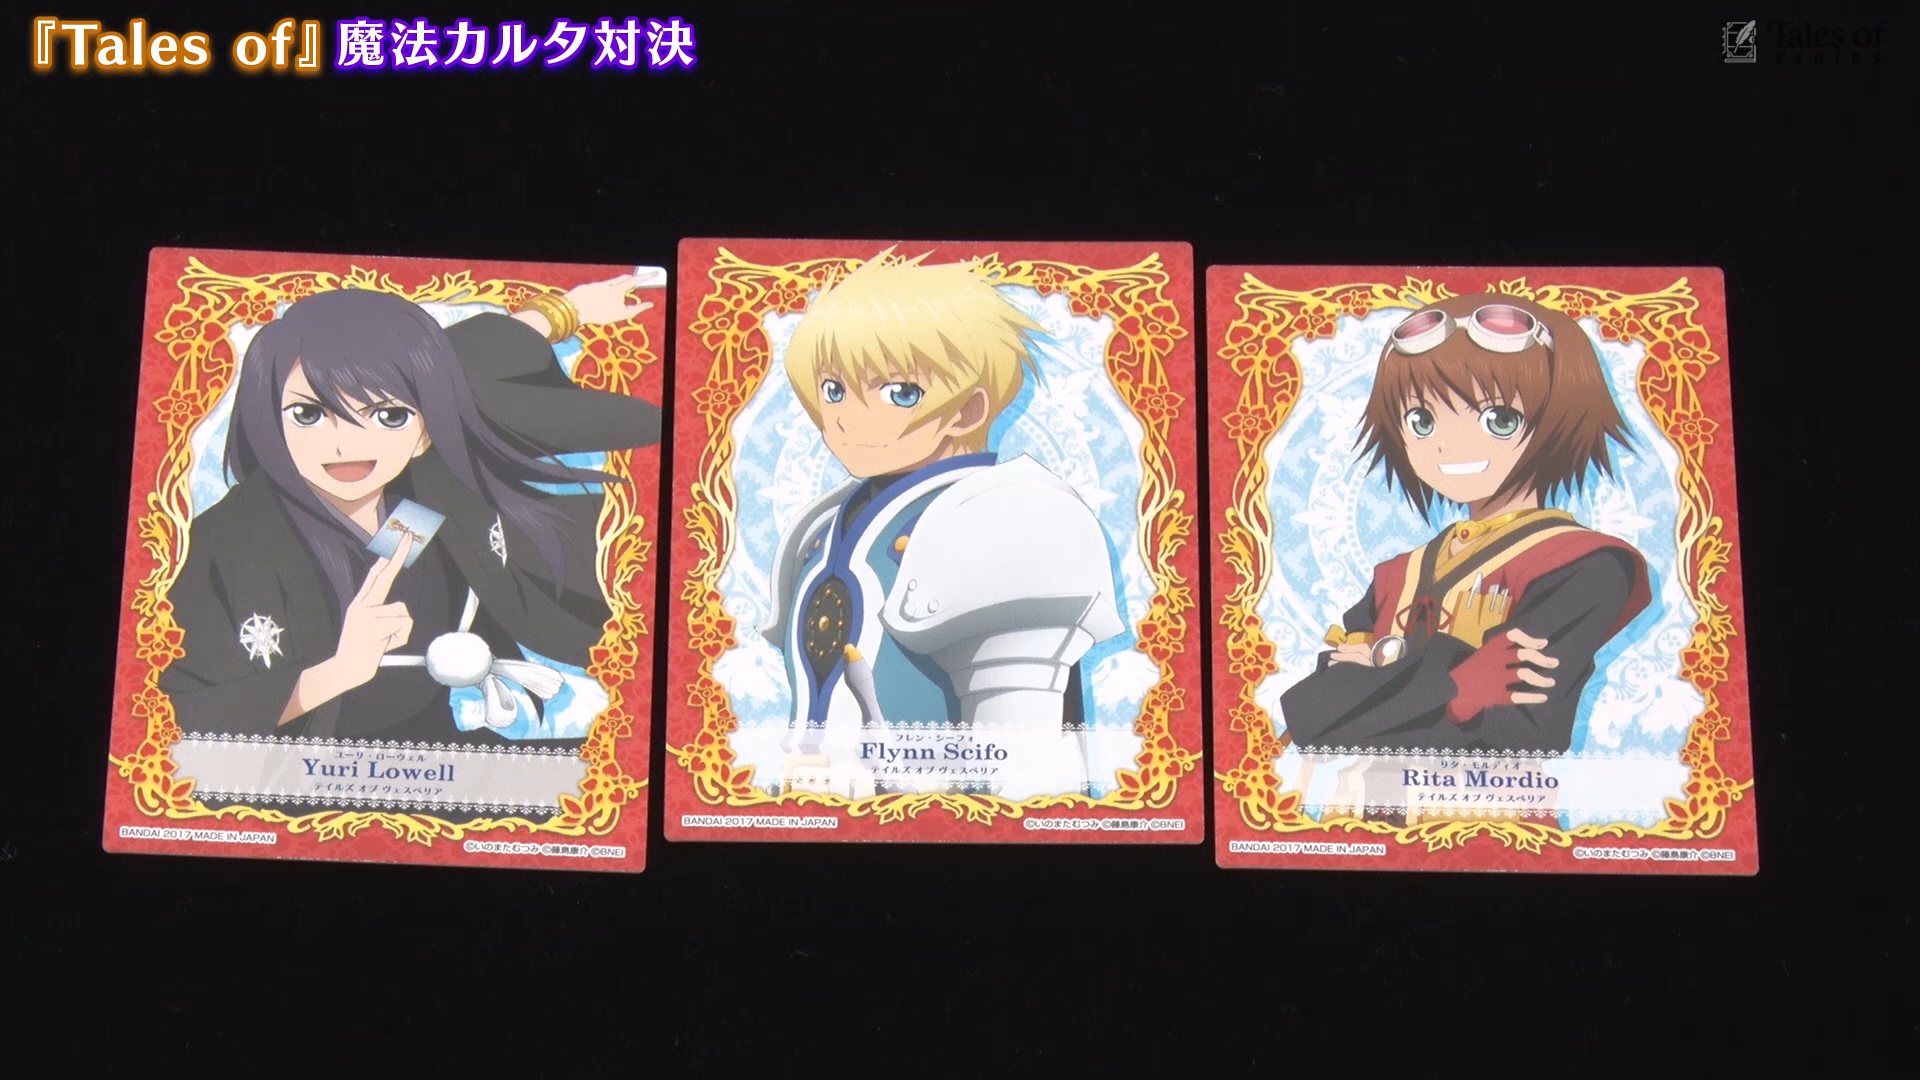 『Tales of』魔法カルタ対決
Tales of
SERIES
ユーリ・ローウェル
Yuri Lowell
テイルズ オブ ヴェスペリア
BANDAI 2017 MADE IN JAPAN
©いのまたむつみ ©藤島康介 ©BNEI
フレン・シーフォ
Flynn Scifo
テイルズ オブ ヴェスペリア
BANDAI 2017 MADE IN JAPAN
©いのまたむつみ ©藤島康介 ©BNEI
リタ・モルディオ
Rita Mordio
テイルズ オブ ヴェスペリア
BANDAI 2017 MADE IN JAPAN
©いのまたむつみ ©藤島康介 ©BNEI